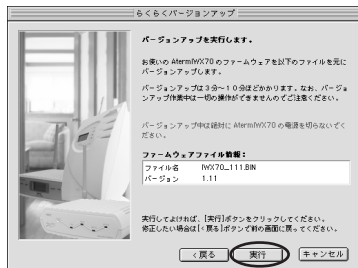 らくらくバージョンアップ
バージョンアップを実行します。
お使いの AtermIWX70 のファームウェアを以下のファイルを元に
バージョンアップします。
バージョンアップは３分～１０分ほどかかります。なお、バージョ
ンアップ作業中は一切の操作ができませんのでご注意ください。
バージョンアップ中は絶対に AtermIWX70 の電源を切らないでく
ださい。
ファームウェアファイル情報：
ファイル名 IWX70_111.BIN
バージョン 1.11
実行してよければ、[実行]ボタンをクリックしてください。
修正したい場合は[＜戻る]ボタンで前の画面に戻ってください。
＜戻る 実行 キャンセル